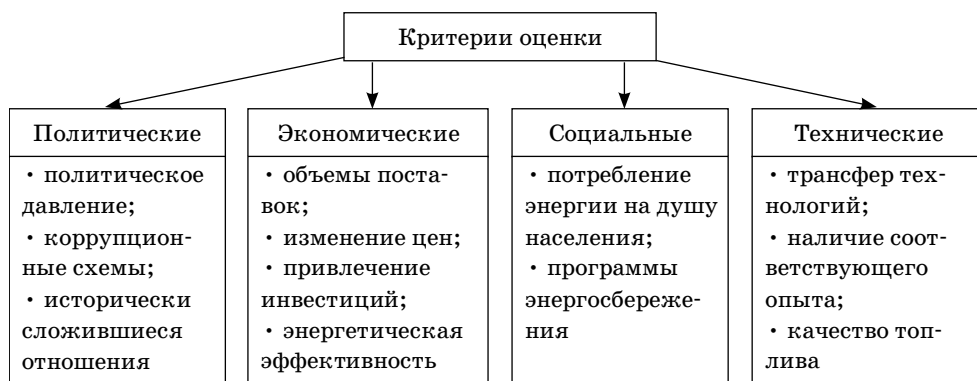 Критерии оценки
Политические
• политическое
давление;
• коррупцион-
ные схемы;
• исторически
сложившиеся
отношения
Экономические
• объемы поста-
вок;
• изменение цен;
• привлечение
инвестиций;
• энергетическая
эффективность
Социальные
• потребление
энергии на душу
населения;
• программы
энергосбереже-
ния
Технические
• трансфер тех-
нологий;
• наличие соот-
ветствующего
опыта;
• качество топ-
лива